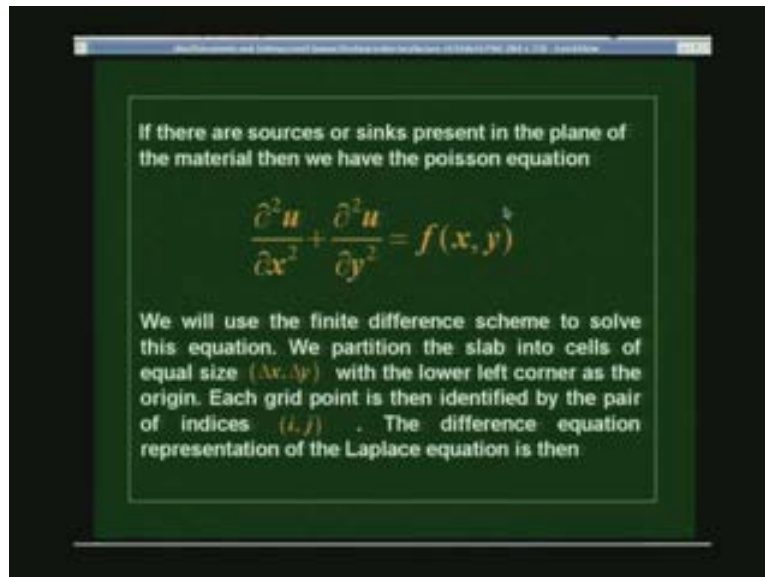 If there are sources or sinks present in the plane of
the material then we have the poisson equation
∂²u/∂x² + ∂²u/∂y² = f(x, y)
We will use the finite difference scheme to solve
this equation. We partition the slab into cells of
equal size (Δx, Δy) with the lower left corner as the
origin. Each grid point is then identified by the pair
of indices (i, j) . The difference equation
representation of the Laplace equation is then